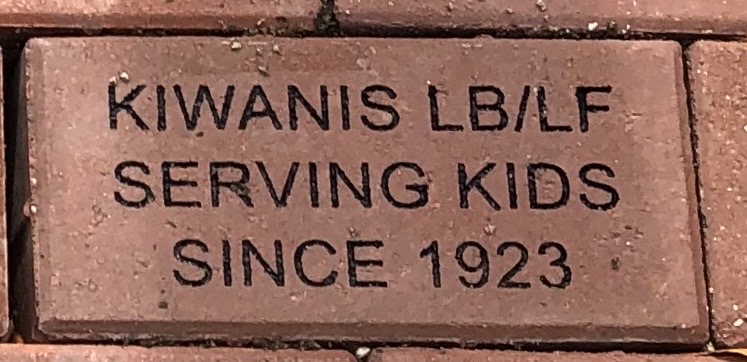 KIWANIS LB/LF
SERVING KIDS
SINCE 1923